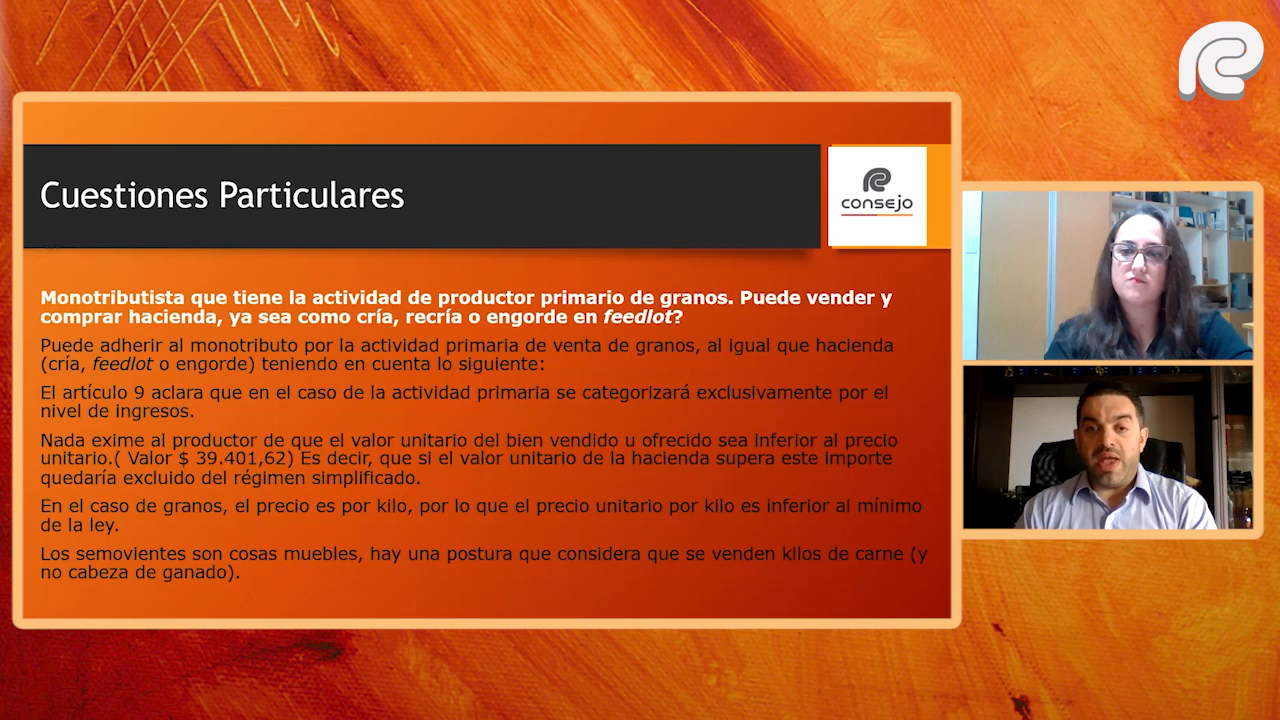 Cuestiones Particulares
consejo
Monotributista que tiene la actividad de productor primario de granos. Puede vender y
comprar hacienda, ya sea como cría, recría o engorde en feedlot?
Puede adherir al monotributo por la actividad primaria de venta de granos, al igual que hacienda
(cría, feedlot o engorde) teniendo en cuenta lo siguiente:
El artículo 9 aclara que en el caso de la actividad primaria se categorizará exclusivamente por el
nivel de ingresos.
Nada exime al productor de que el valor unitario del bien vendido u ofrecido sea inferior al precio
unitario.( Valor $ 39.401,62) Es decir, que si el valor unitario de la hacienda supera este importe
quedaría excluido del régimen simplificado.
En el caso de granos, el precio es por kilo, por lo que el precio unitario por kilo es inferior al mínimo
de la ley.
Los semovientes son cosas muebles, hay una postura que considera que se venden kilos de carne (y
no cabeza de ganado).